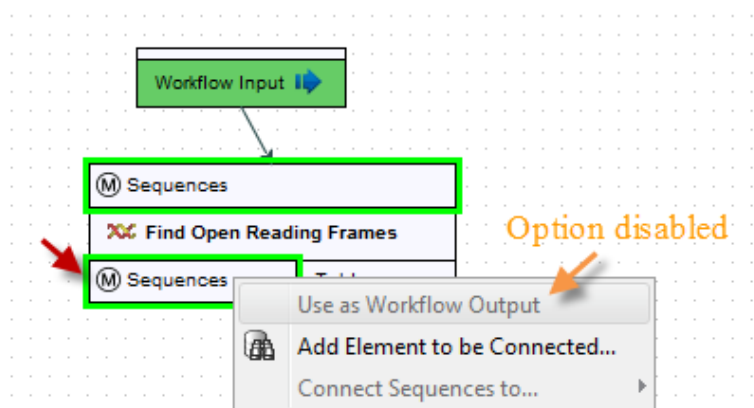 Workflow Input
M Sequences
Find Open Reading Frames
Option disabled
M Sequences
Use as Workflow Output
Add Element to be Connected...
Connect Sequences to...